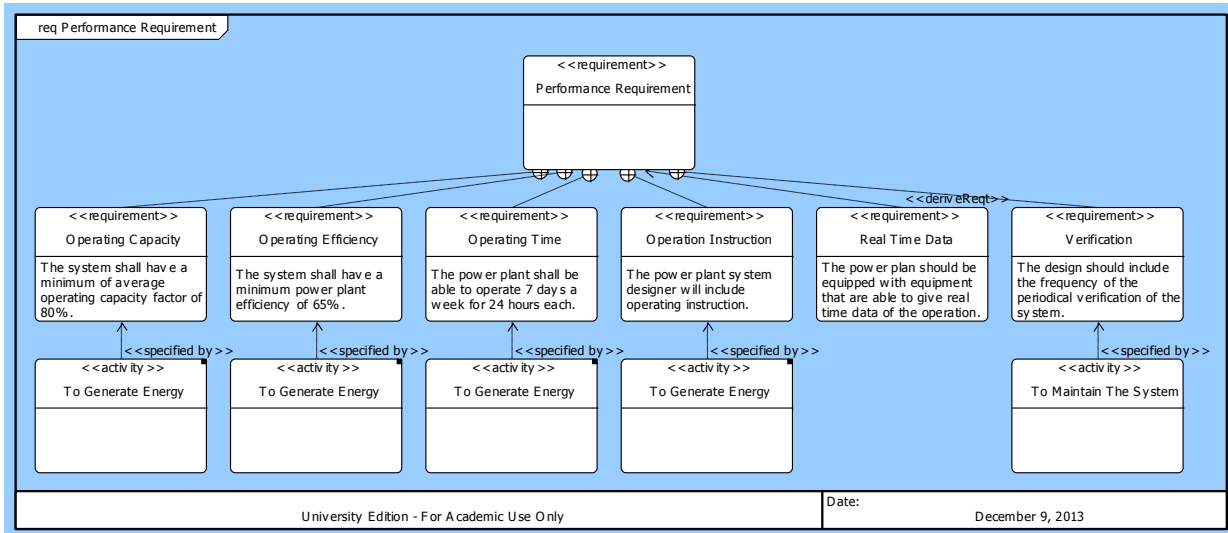 req Performance Requirement
<<requirement>>
Performance Requirement
<<deriveReqt>>
<<requirement>>
Operating Capacity
The system shall have a
minimum of average
operating capacity factor of
80%.
<<requirement>>
Operating Efficiency
The system shall have a
minimum power plant
efficiency of 65%.
<<requirement>>
Operating Time
The power plant shall be
able to operate 7 days a
week for 24 hours each.
<<requirement>>
Operation Instruction
The power plant system
designer will include
operating instruction.
<<requirement>>
Real Time Data
The power plan should be
equipped with equipment
that are able to give real
time data of the operation.
<<requirement>>
Verification
The design should include
the frequency of the
periodical verification of the
system.
<<specified by>>
<<specified by>>
<<specified by>>
<<specified by>>
<<specified by>>
<<activity>>
To Generate Energy
<<activity>>
To Generate Energy
<<activity>>
To Generate Energy
<<activity>>
To Generate Energy
<<activity>>
To Maintain The System
University Edition - For Academic Use Only
Date:
December 9, 2013